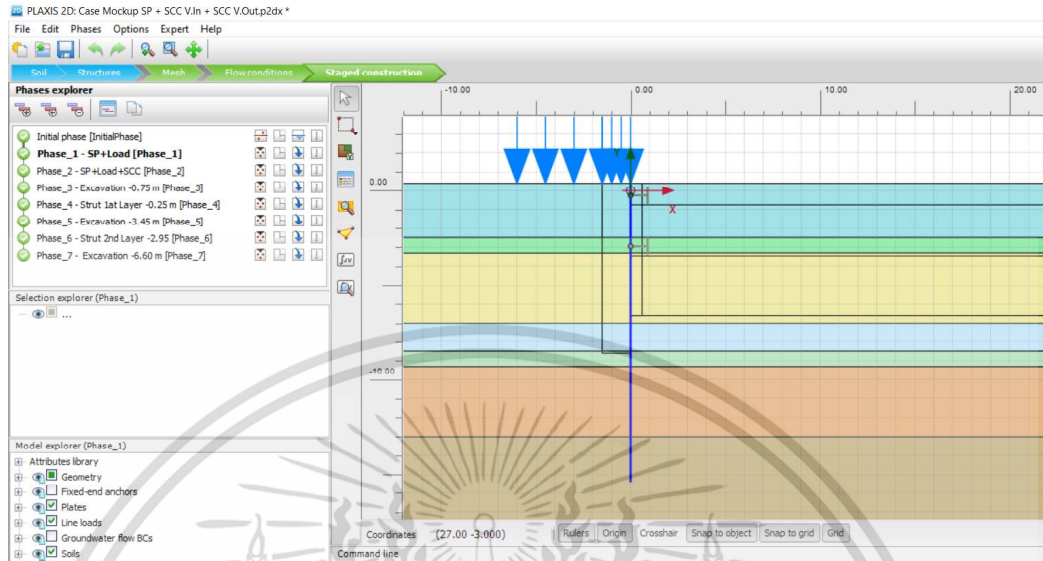 PLAXIS 2D: Case Mockup SP + SCC V.In + SCC V.Out.p2dx *
File Edit Phases Options Expert Help
Soil Structures Mesh Flow conditions Staged construction
Phases explorer
Initial phase [InitialPhase]
Phase_1 - SP+Load [Phase_1]
Phase_2 - SP+Load+SCC [Phase_2]
Phase_3 - Excavation -0.75 m [Phase_3]
Phase_4 - Strut 1at Layer -0.25 m [Phase_4]
Phase_5 - Excavation -3.45 m [Phase_5]
Phase_6 - Strut 2nd Layer -2.95 [Phase_6]
Phase_7 - Excavation -6.60 m [Phase_7]
Selection explorer (Phase_1)
...
Model explorer (Phase_1)
Attributes library
Geometry
Fixed-end anchors
Plates
Line loads
Groundwater flow BCs
Soils
-10.00 0.00 10.00 20.00
0.00
-10.00
Y
X
Coordinates (27.00 -3.000) Rulers Origin Crosshair Snap to object Snap to grid Grid
Command line